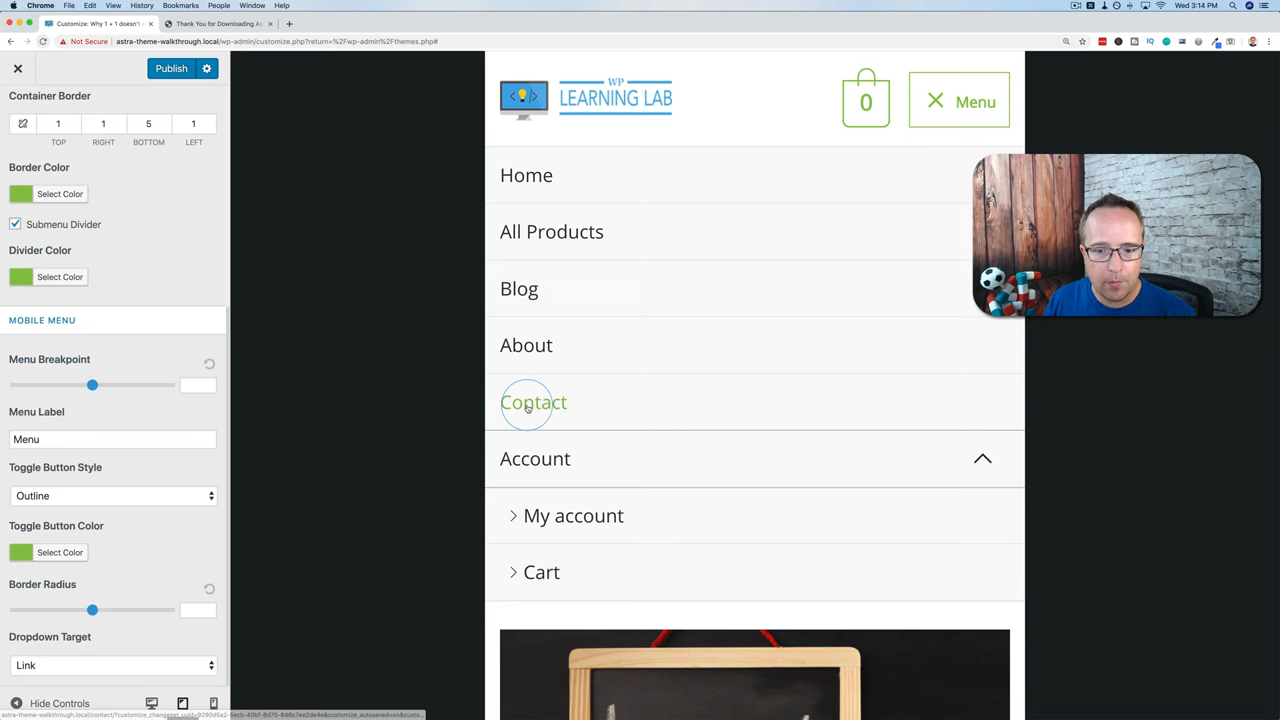 Chrome File Edit View History Bookmarks People Window Help
Wed 3:14 PM
Customize: Why 1 + 1 doesn't
Thank You for Downloading As
Not Secure astra-theme-walkthrough.local/wp-admin/customize.php?return=%2Fwp-admin%2Fthemes.php#
Publish
Container Border
1 1 5 1
TOP RIGHT BOTTOM LEFT
Border Color
Select Color
Submenu Divider
Divider Color
Select Color
MOBILE MENU
Menu Breakpoint
Menu Label
Menu
Toggle Button Style
Outline
Toggle Button Color
Select Color
Border Radius
Dropdown Target
Link
Hide Controls
WP
LEARNING LAB
0
Menu
Home
All Products
Blog
About
Contact
Account
My account
Cart